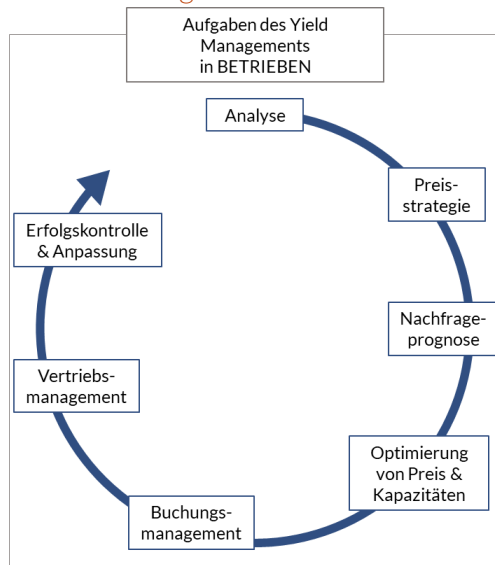 Aufgaben des Yield
Managements
in BETRIEBEN
Analyse
Preis-
strategie
Nachfrage-
prognose
Optimierung
von Preis &
Kapazitäten
Buchungs-
management
Vertriebs-
management
Erfolgskontrolle
& Anpassung